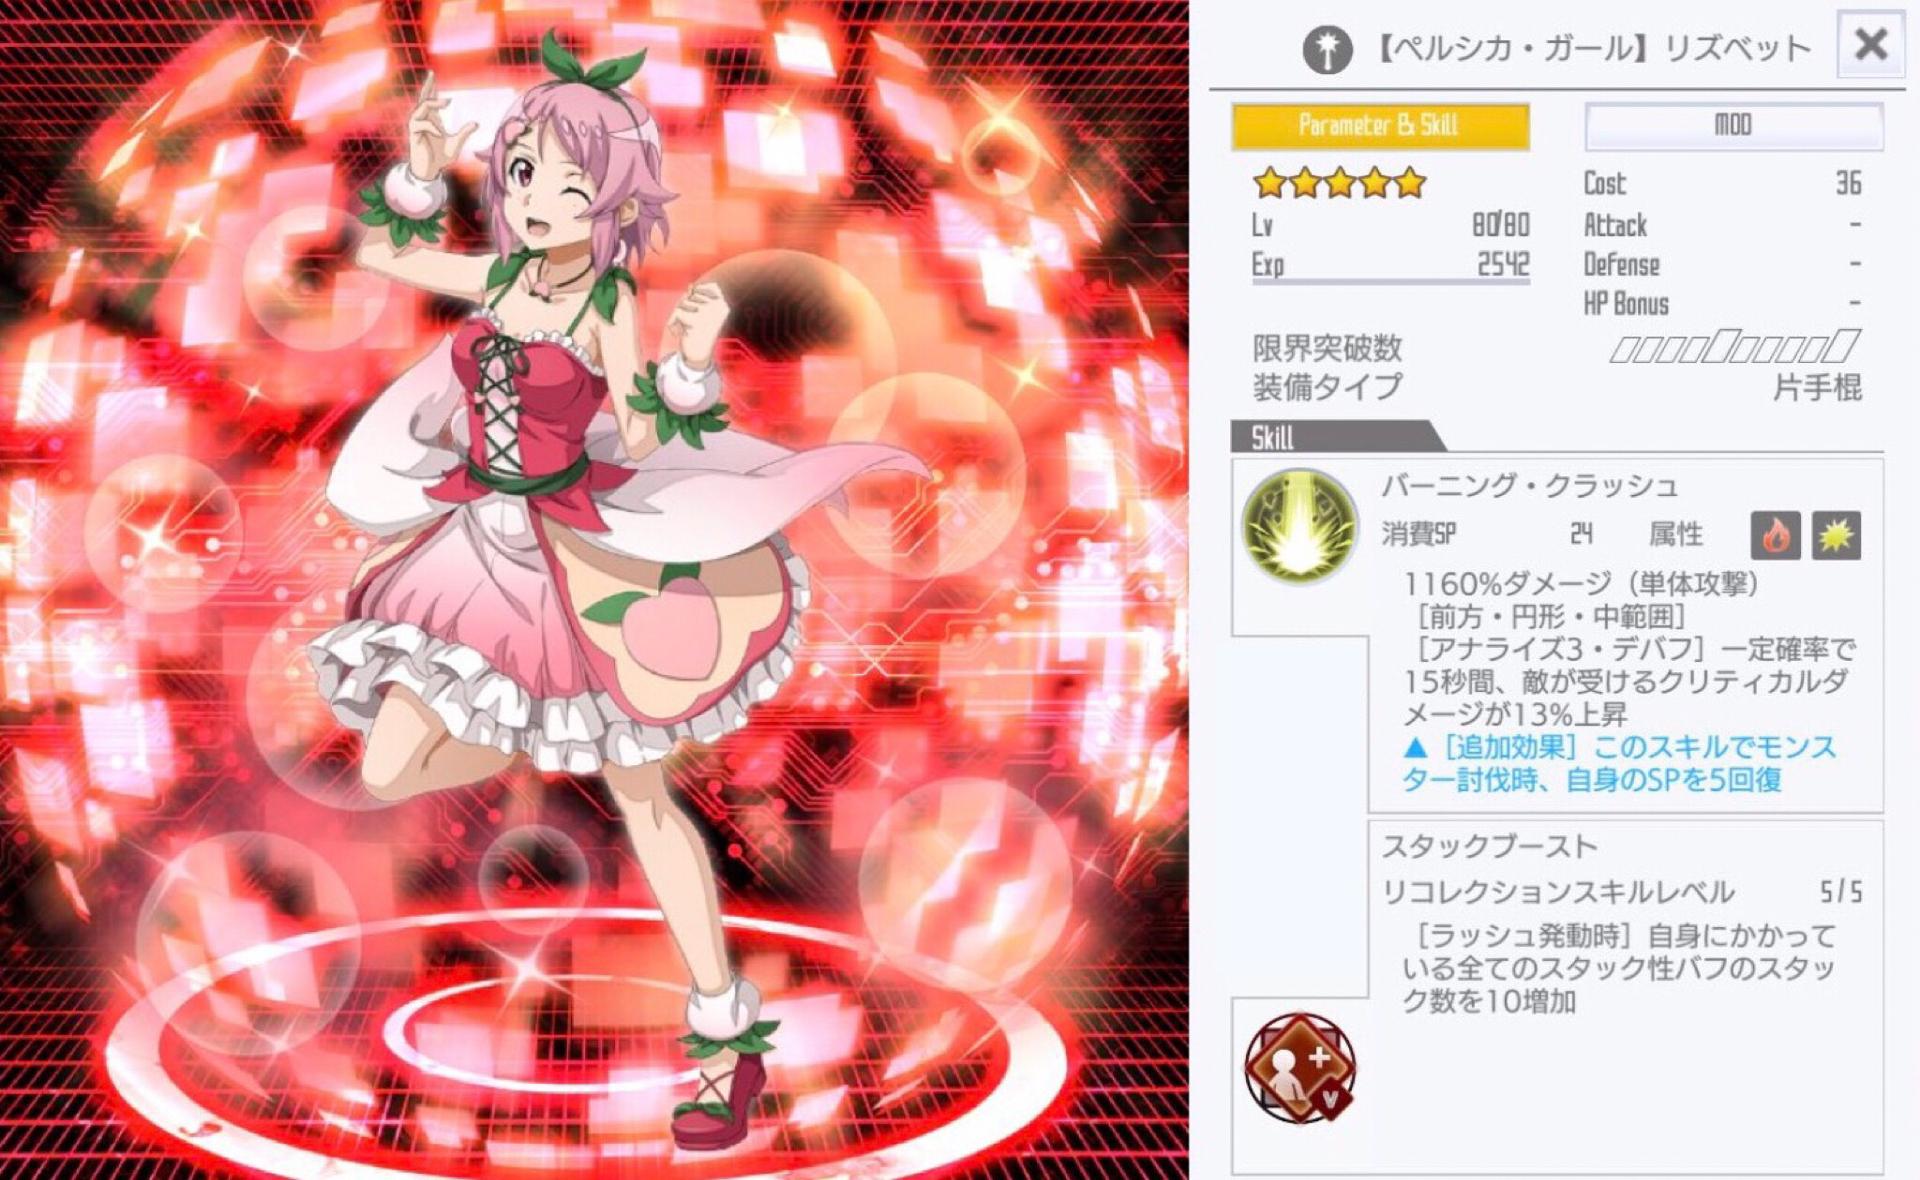 【ペルシカ・ガール】リズベット
Parameter & Skill
MOD
Cost 36
Lv 80/80
Attack -
Exp 2542
Defense -
HP Bonus -
限界突破数
装備タイプ 片手棍
Skill
バーニング・クラッシュ
消費SP 24 属性
1160%ダメージ（単体攻撃）
［前方・円形・中範囲］
［アナライズ3・デバフ］一定確率で
15秒間、敵が受けるクリティカルダ
メージが13%上昇
▲［追加効果］このスキルでモンス
ター討伐時、自身のSPを5回復
スタックブースト
リコレクションスキルレベル 5/5
［ラッシュ発動時］自身にかかって
いる全てのスタック性バフのスタッ
ク数を10増加
V